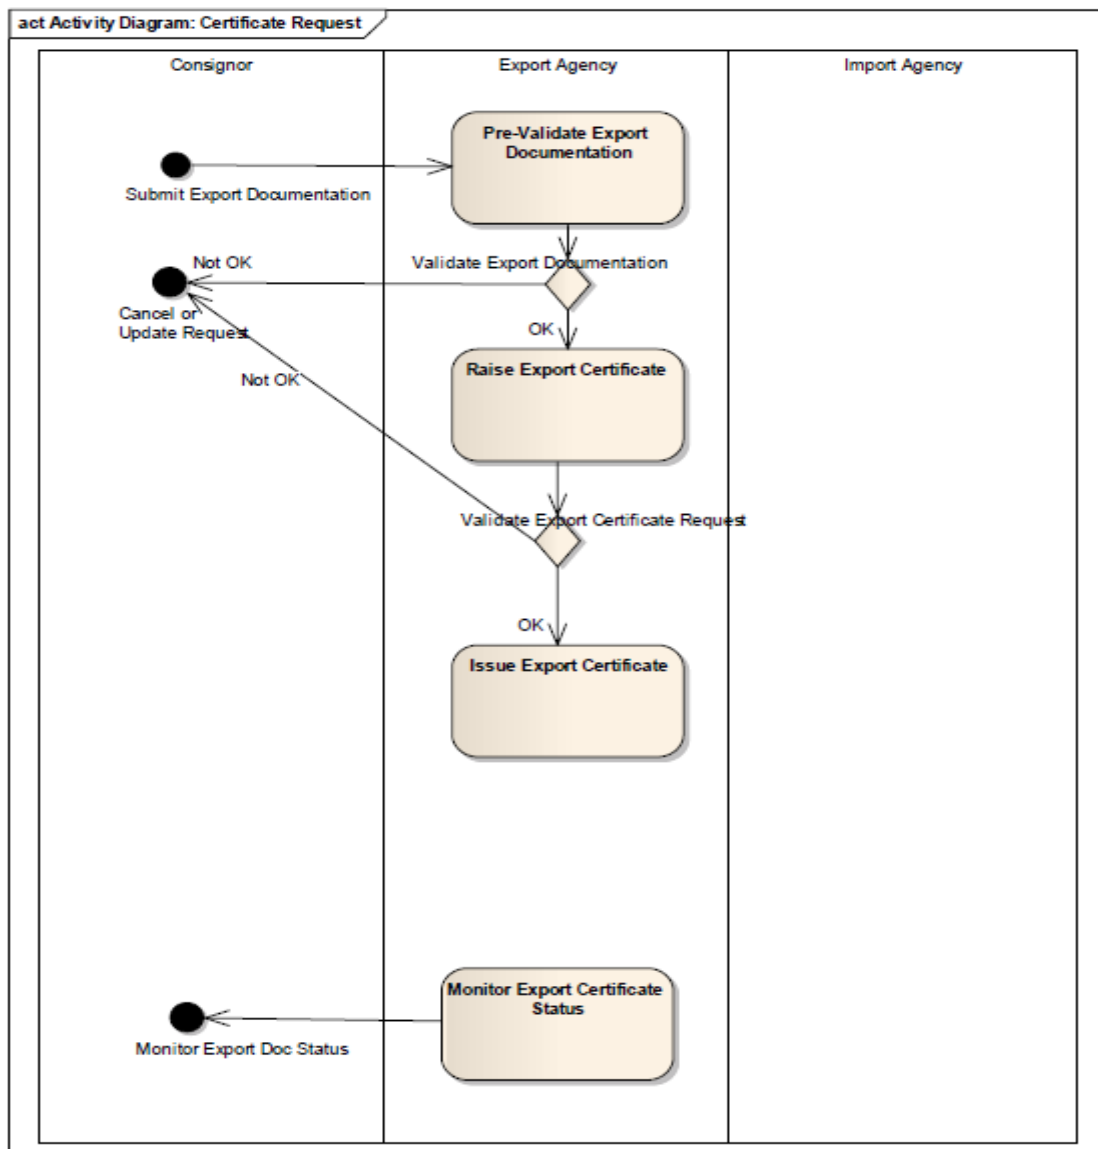 act Activity Diagram: Certificate Request
Consignor
Export Agency
Import Agency
Pre-Validate Export
Documentation
Submit Export Documentation
Not OK
Validate Export Documentation
Cancel or
Update Request
OK
Raise Export Certificate
Not OK
Validate Export Certificate Request
OK
Issue Export Certificate
Monitor Export Certificate
Status
Monitor Export Doc Status